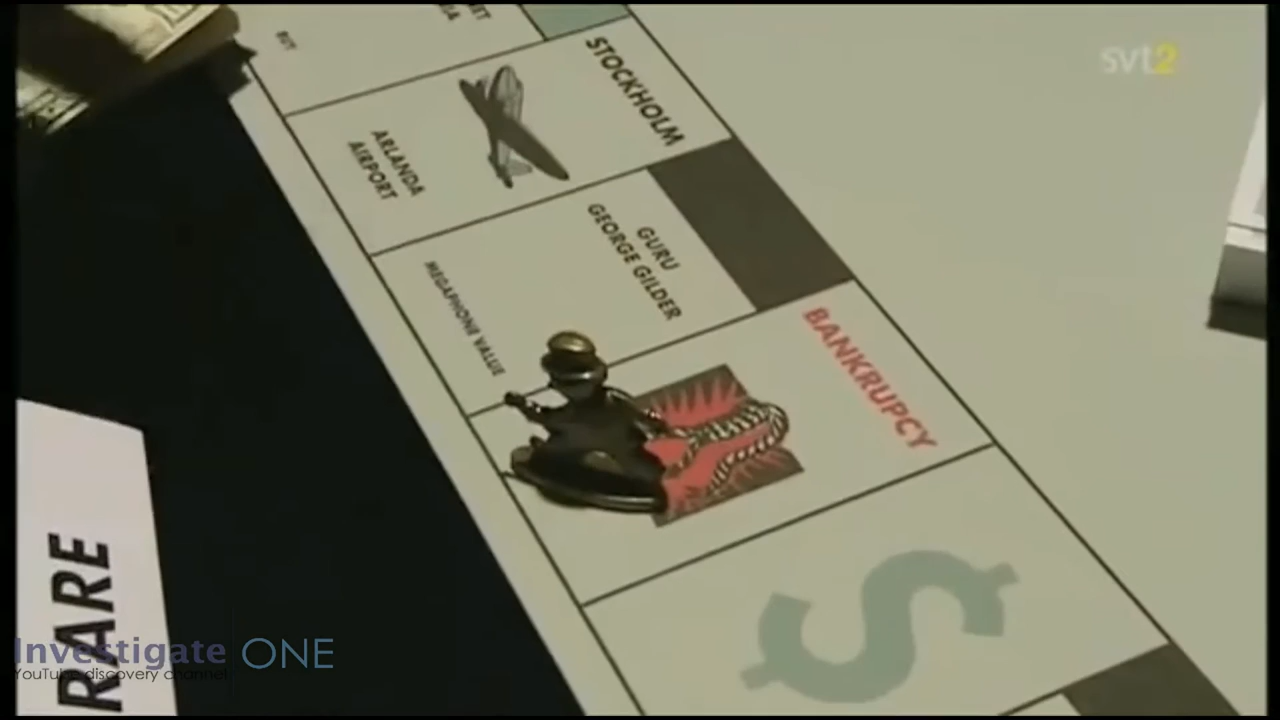 svt2
STOCKHOLM
ARLANDA
AIRPORT
GURU
GEORGE GILDER
MEGAPHONE VALUE
BANKRUPCY
$
RARE
Investigate ONE
YouTube discovery channel